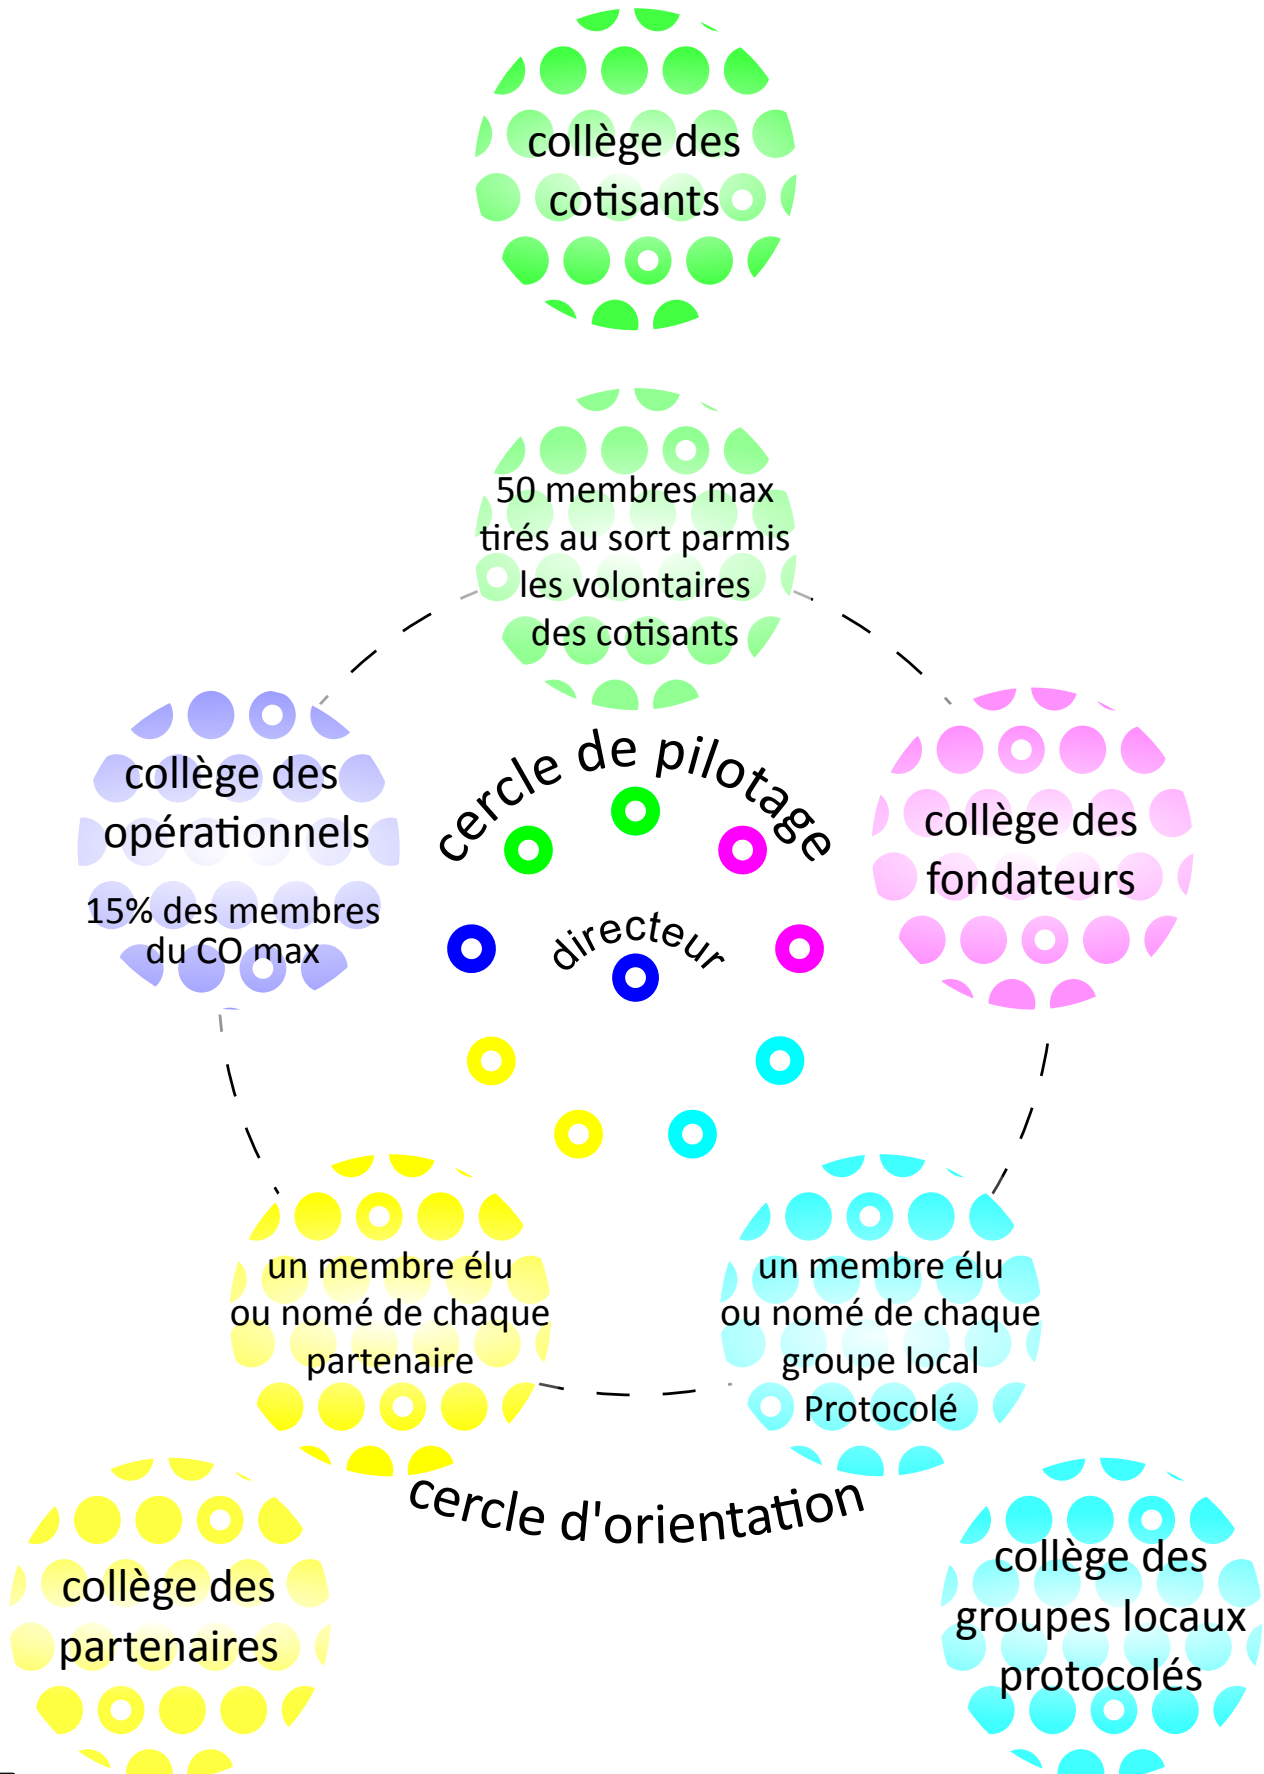 collège des
cotisants
50 membres max
tirés au sort parmis
les volontaires
des cotisants
cercle de pilotage
collège des
opérationnels
15% des membres
du CO max
collège des
fondateurs
directeur
un membre élu
ou nomé de chaque
partenaire
un membre élu
ou nomé de chaque
groupe local
Protocolé
cercle d'orientation
collège des
partenaires
collège des
groupes locaux
protocolés